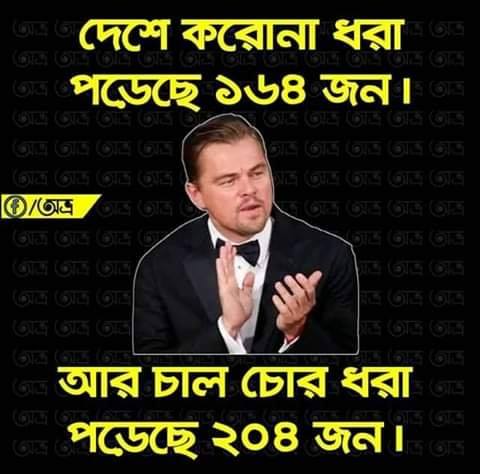 দেশে করোনা ধরা
পড়েছে ১৬৪ জন।
/অভ্র
আর চাল চোর ধরা
পড়েছে ২০৪ জন।